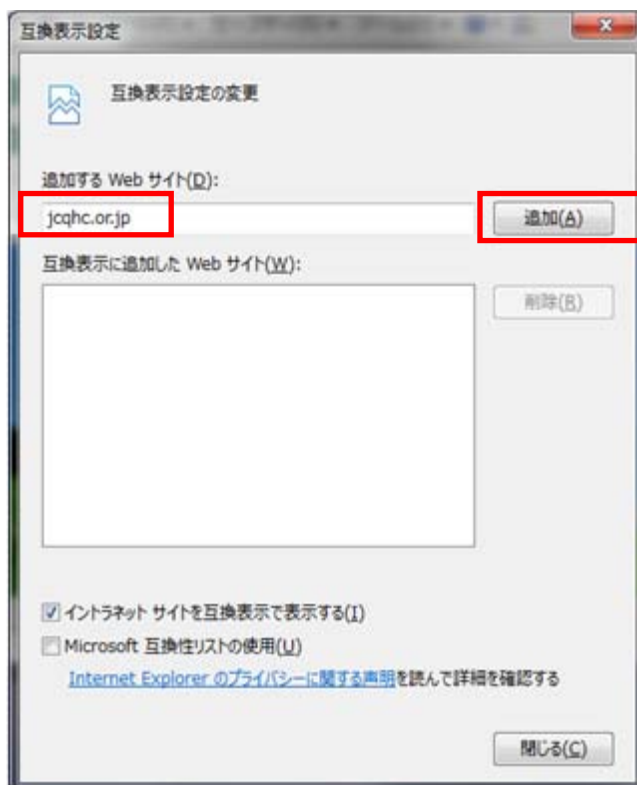 互換表示設定
互換表示設定の変更
追加する Web サイト(D):
jcqhc.or.jp
追加(A)
互換表示に追加した Web サイト(W):
削除(R)
イントラネット サイトを互換表示で表示する(I)
Microsoft 互換性リストの使用(U)
Internet Explorer のプライバシーに関する声明を読んで詳細を確認する
閉じる(C)